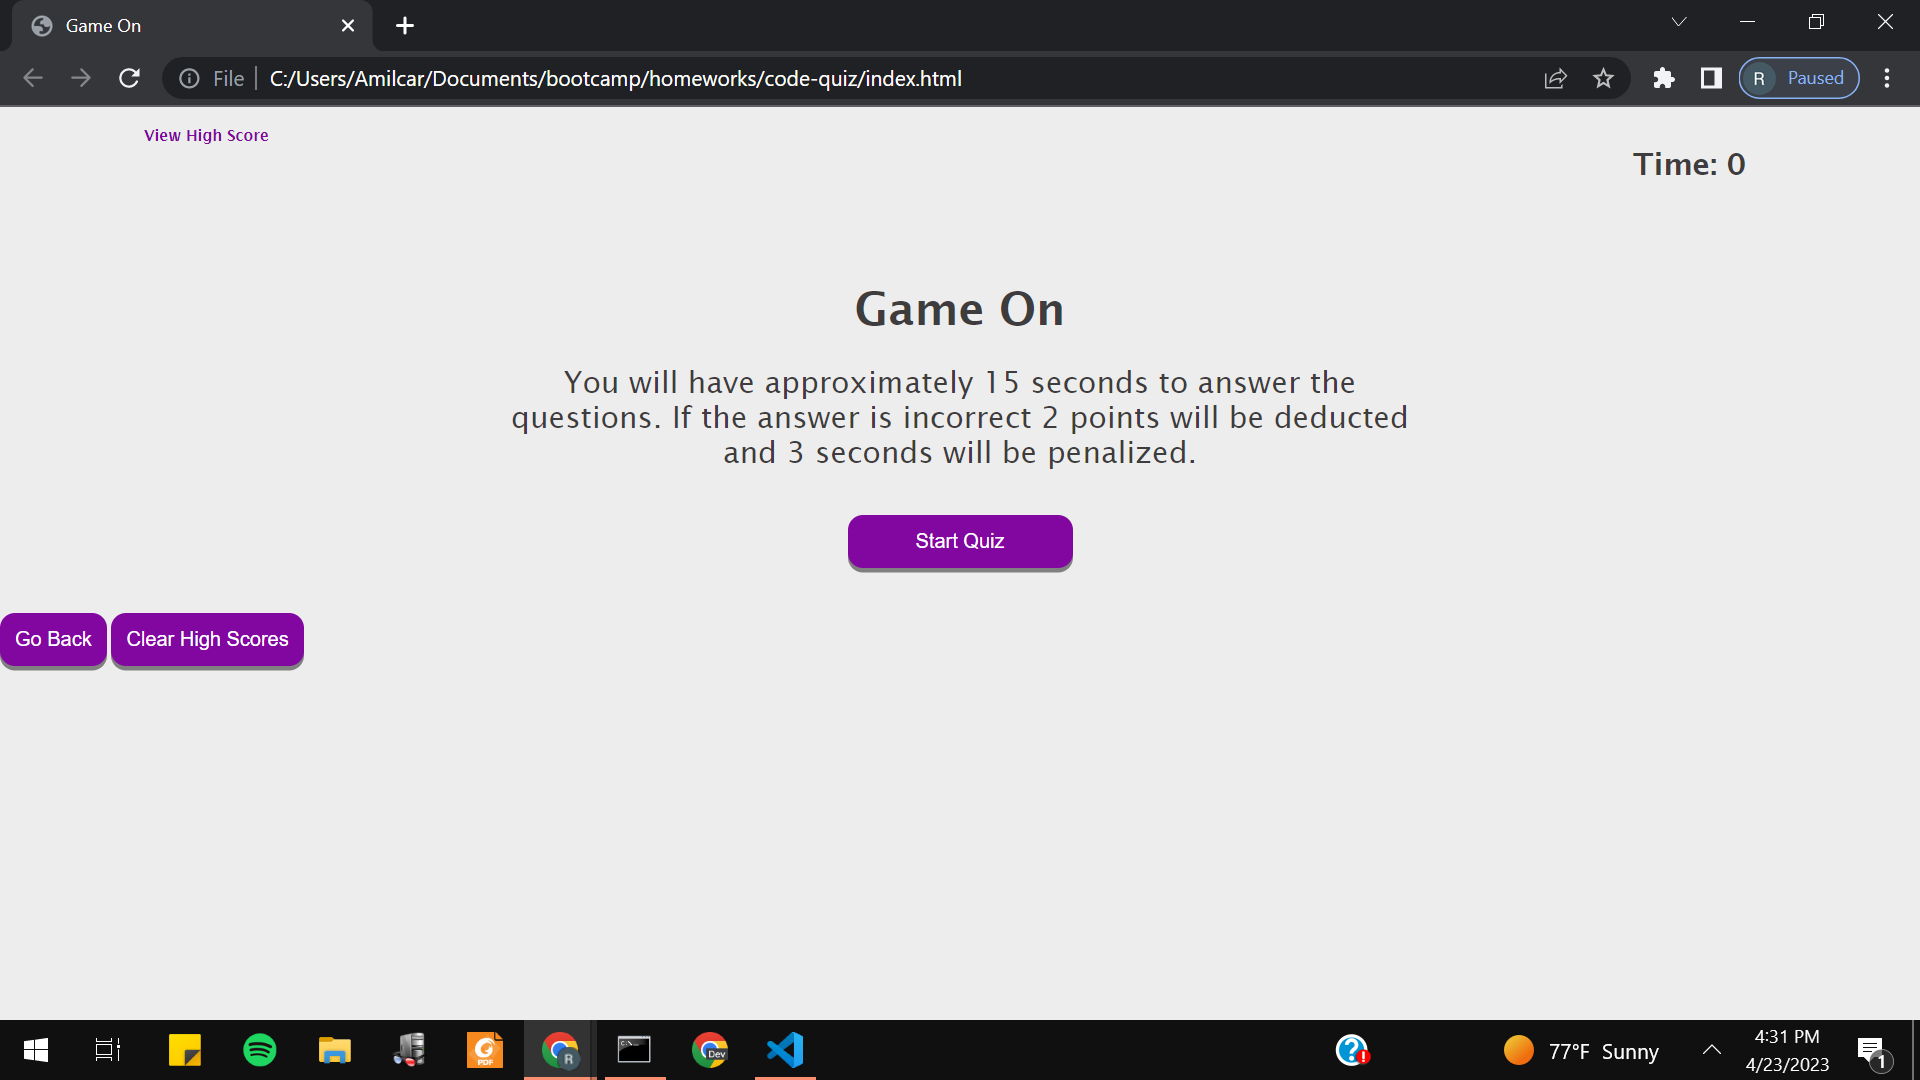 Game On
File
C:/Users/Amilcar/Documents/bootcamp/homeworks/code-quiz/index.html
R Paused
View High Score
Time: 0
Game On
You will have approximately 15 seconds to answer the
questions. If the answer is incorrect 2 points will be deducted
and 3 seconds will be penalized.
Start Quiz
Go Back
Clear High Scores
PDF
R
C:\_
Dev
77°F Sunny
4:31 PM
4/23/2023
1